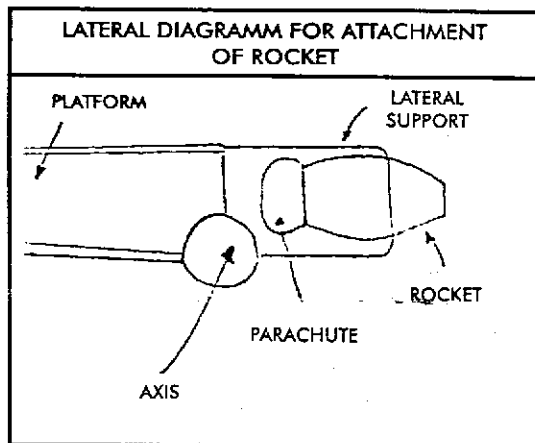 LATERAL DIAGRAMM FOR ATTACHMENT
OF ROCKET
PLATFORM
LATERAL
SUPPORT
ROCKET
PARACHUTE
AXIS